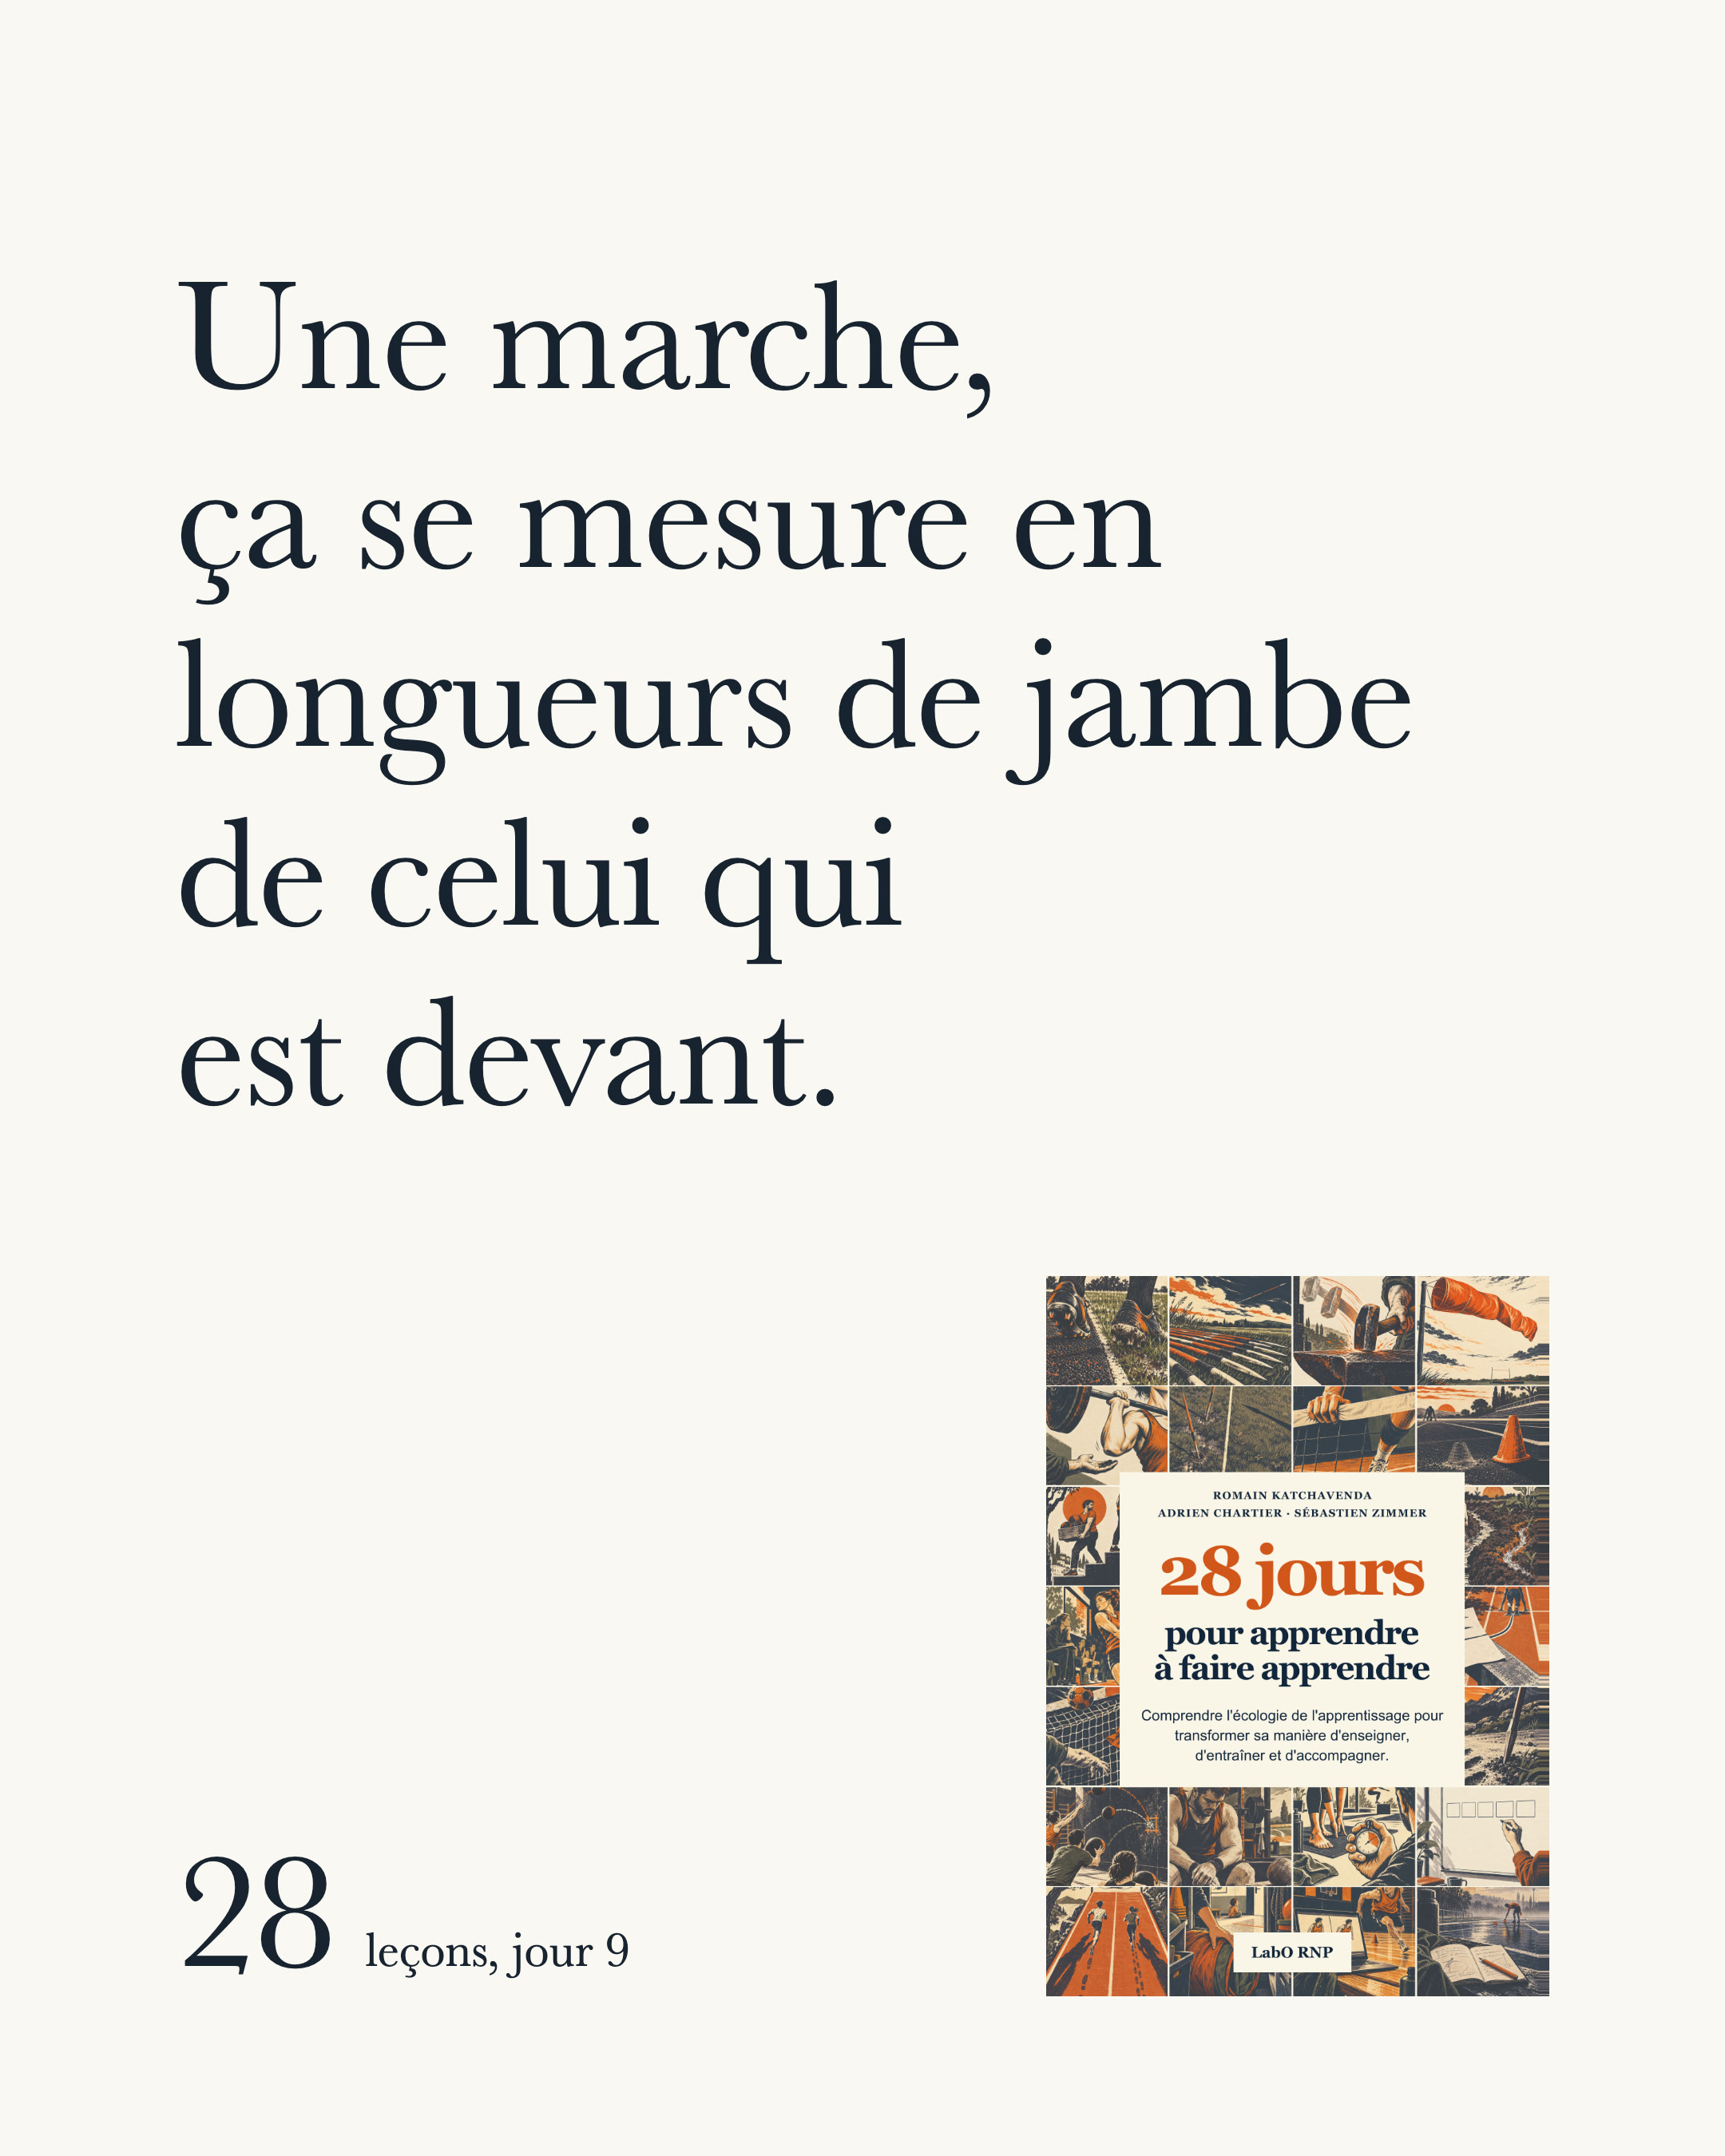 Une marche,
ça se mesure en
longueurs de jambe
de celui qui
est devant.
ROMAIN KATCHAVENDA
ADRIEN CHARTIER · SÉBASTIEN ZIMMER
28 jours
pour apprendre
à faire apprendre
Comprendre l'écologie de l'apprentissage pour
transformer sa manière d'enseigner,
d'entraîner et d'accompagner.
LabO RNP
28 leçons, jour 9